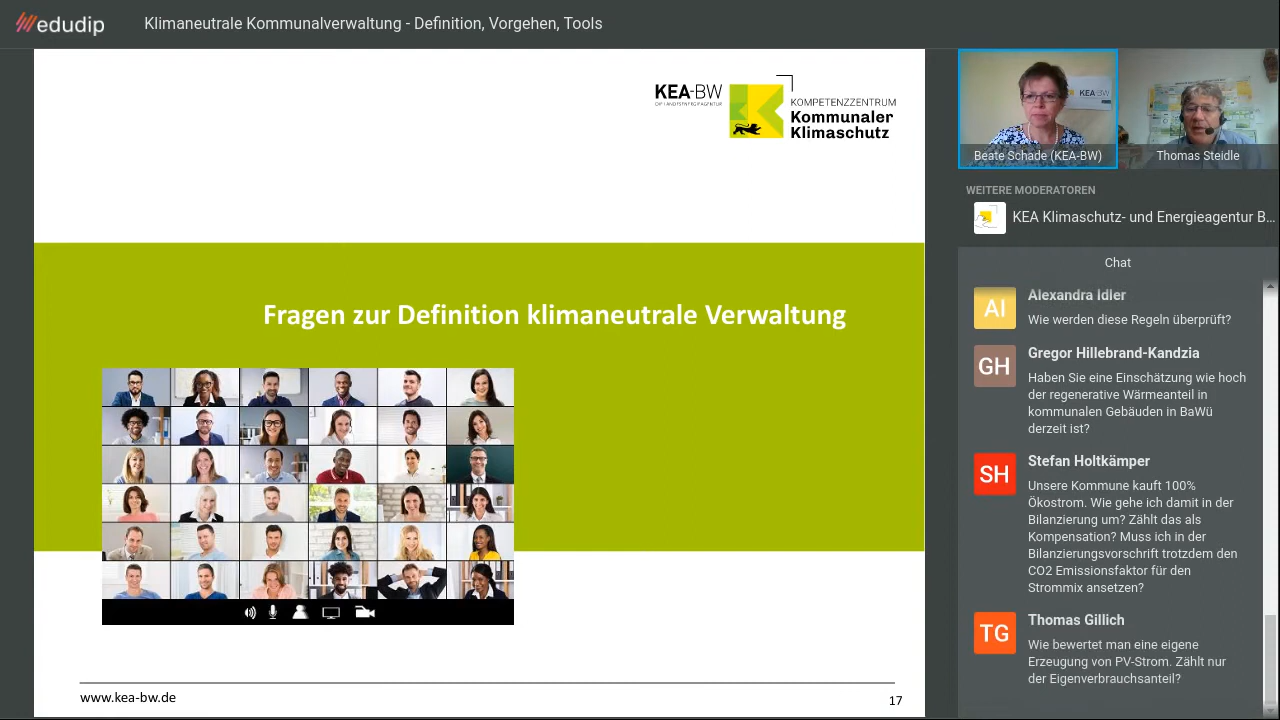 edudip
Klimaneutrale Kommunalverwaltung - Definition, Vorgehen, Tools
KEA-BW
DIE LANDESENERGIEAGENTUR
KOMPETENZZENTRUM
Kommunaler
Klimaschutz
Fragen zur Definition klimaneutrale Verwaltung
www.kea-bw.de
17
KEA-BW
Beate Schade (KEA-BW)
Thomas Steidle
WEITERE MODERATOREN
KEA Klimaschutz- und Energieagentur B...
Chat
AI
Alexandra Idler
Wie werden diese Regeln überprüft?
GH
Gregor Hillebrand-Kandzia
Haben Sie eine Einschätzung wie hoch
der regenerative Wärmeanteil in
kommunalen Gebäuden in BaWü
derzeit ist?
SH
Stefan Holtkämper
Unsere Kommune kauft 100%
Ökostrom. Wie gehe ich damit in der
Bilanzierung um? Zählt das als
Kompensation? Muss ich in der
Bilanzierungsvorschrift trotzdem den
CO2 Emissionsfaktor für den
Strommix ansetzen?
TG
Thomas Gillich
Wie bewertet man eine eigene
Erzeugung von PV-Strom. Zählt nur
der Eigenverbrauchsanteil?